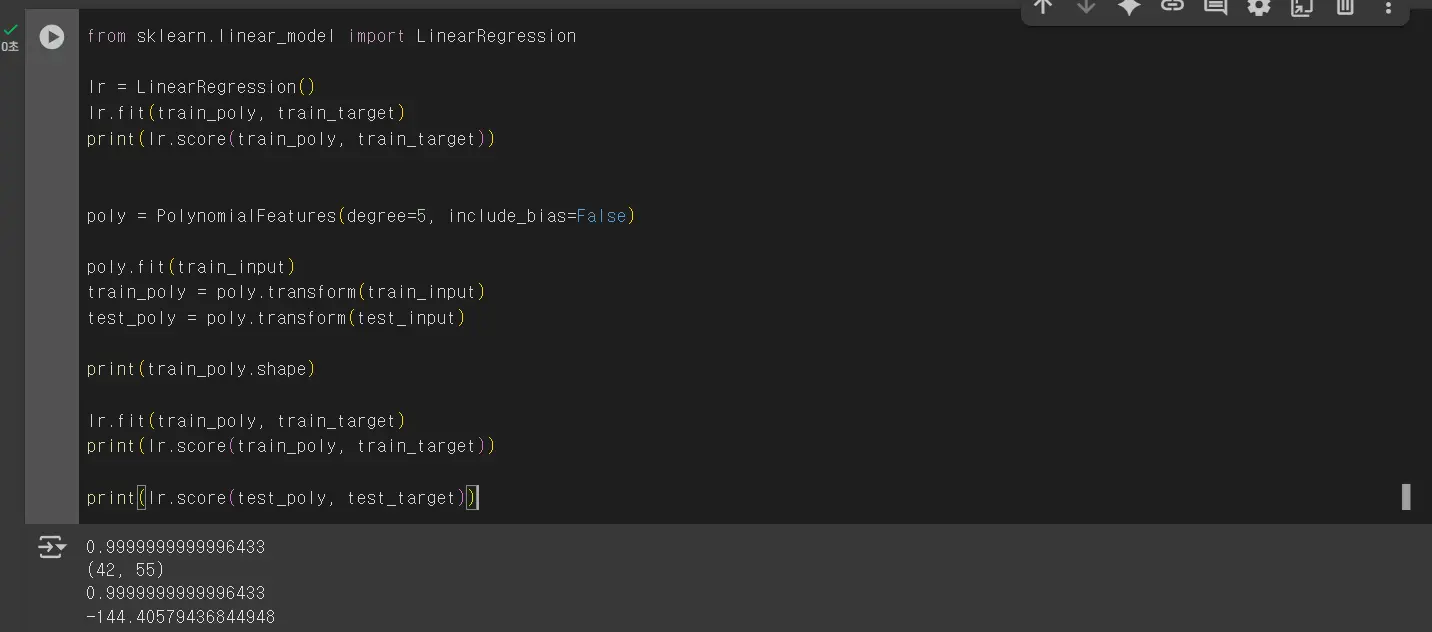 from sklearn.linear_model import LinearRegression
0초
lr = LinearRegression()
lr.fit(train_poly, train_target)
print(lr.score(train_poly, train_target))
poly = PolynomialFeatures(degree=5, include_bias=False)
poly.fit(train_input)
train_poly = poly.transform(train_input)
test_poly = poly.transform(test_input)
print(train_poly.shape)
lr.fit(train_poly, train_target)
print(lr.score(train_poly, train_target))
print(lr.score(test_poly, test_target))
0.9999999999996433
(42, 55)
0.9999999999996433
-144.40579436844948